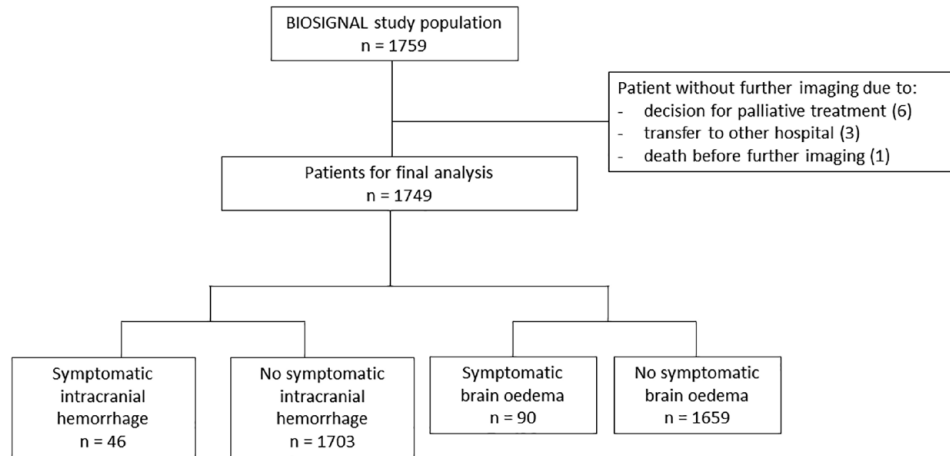 BIOSIGNAL study population
n = 1759
Patient without further imaging due to:
- decision for palliative treatment (6)
- transfer to other hospital (3)
- death before further imaging (1)
Patients for final analysis
n = 1749
Symptomatic
intracranial
hemorrhage
n = 46
No symptomatic
intracranial
hemorrhage
n = 1703
Symptomatic
brain oedema
n = 90
No symptomatic
brain oedema
n = 1659